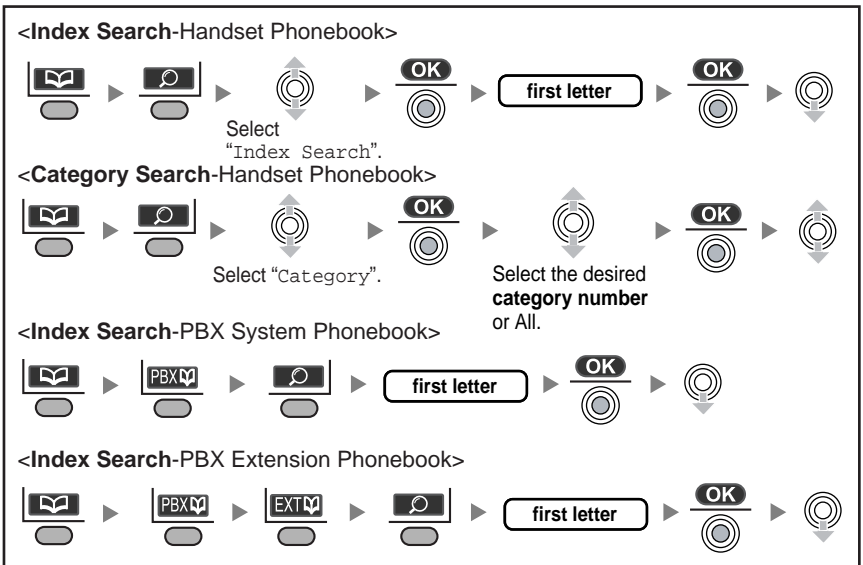 <Index Search-Handset Phonebook>
OK first letter OK
Select
“Index Search”.
<Category Search-Handset Phonebook>
OK OK
Select “Category”. Select the desired
category number
or All.
<Index Search-PBX System Phonebook>
PBX first letter OK
<Index Search-PBX Extension Phonebook>
PBX EXT first letter OK